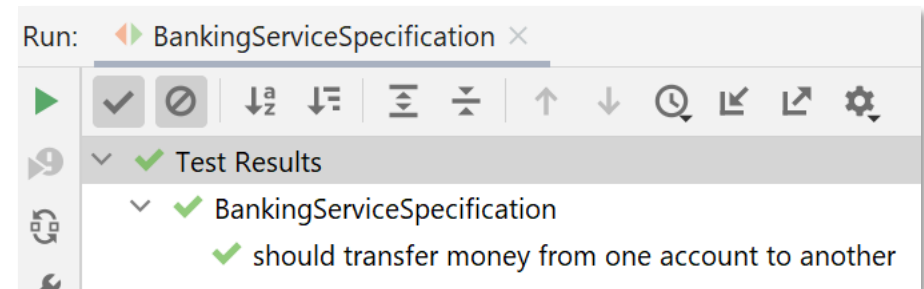 Run: BankingServiceSpecification
Test Results
BankingServiceSpecification
should transfer money from one account to another